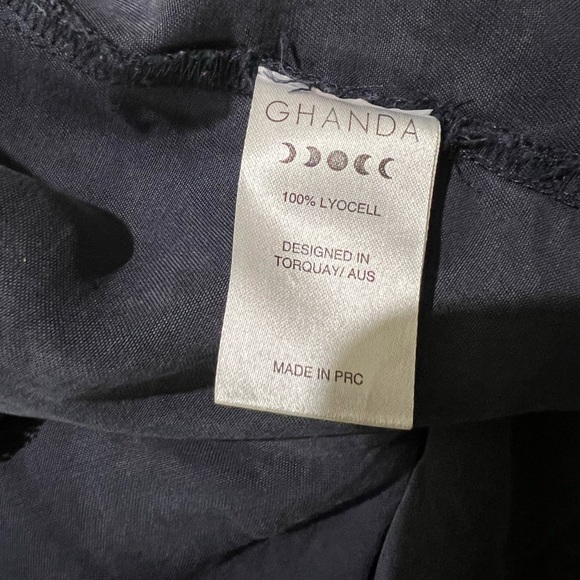 GHANDA
100% LYOCELL
DESIGNED IN
TORQUAY/ AUS
MADE IN PRC